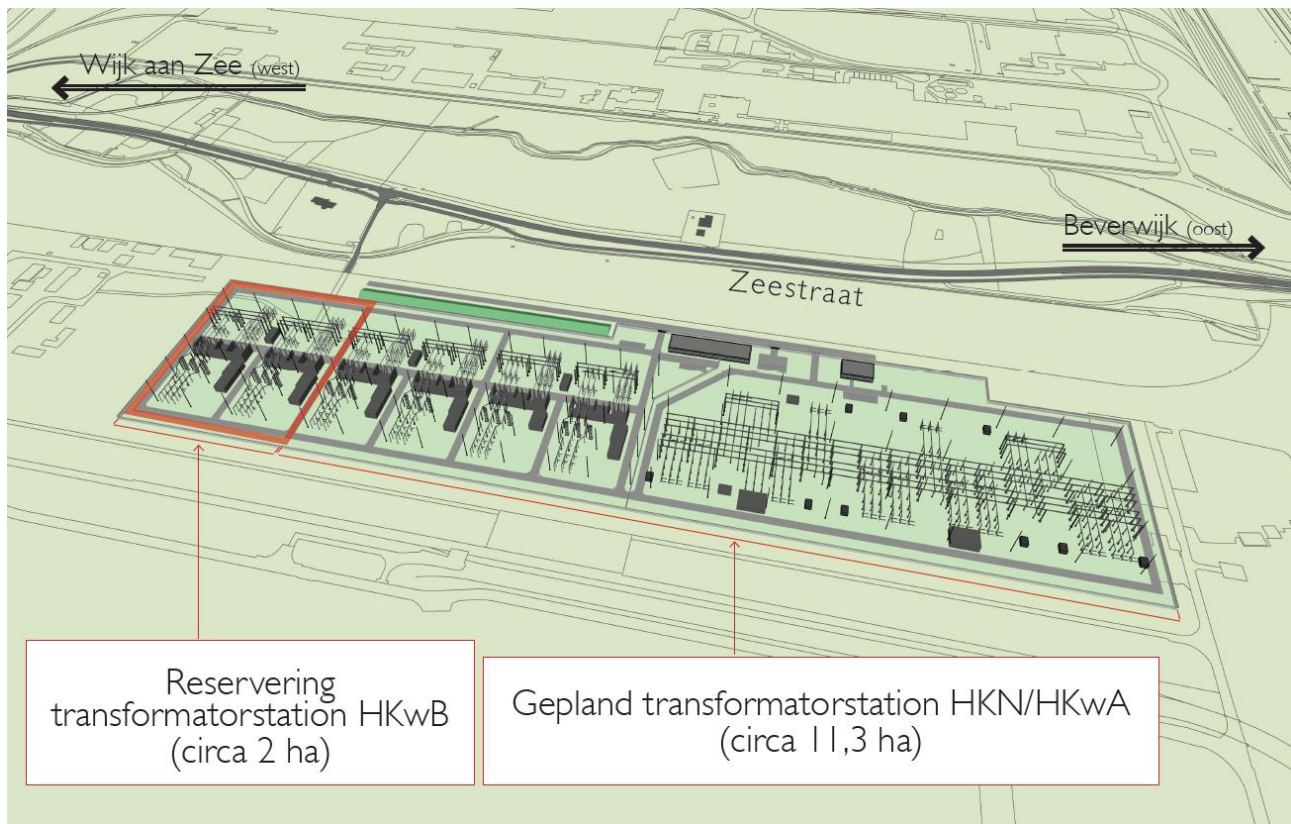 Wijk aan Zee (west)
Beverwijk (oost)
Zeestraat
Reservering
transformatorstation HKwB
(circa 2 ha)
Gepland transformatorstation HKN/HKwA
(circa 11,3 ha)